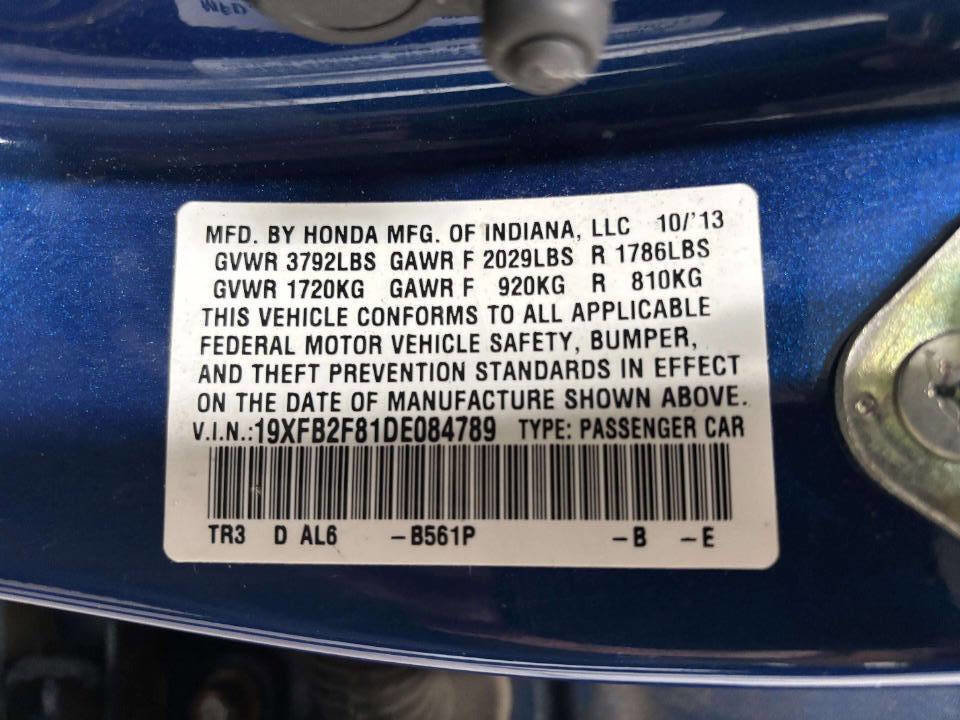 MFD. BY HONDA MFG. OF INDIANA, LLC 10/'13
GVWR 3792LBS GAWR F 2029LBS R 1786LBS
GVWR 1720KG GAWR F 920KG R 810KG
THIS VEHICLE CONFORMS TO ALL APPLICABLE
FEDERAL MOTOR VEHICLE SAFETY, BUMPER,
AND THEFT PREVENTION STANDARDS IN EFFECT
ON THE DATE OF MANUFACTURE SHOWN ABOVE.
V.I.N.:19XFB2F81DE084789 TYPE: PASSENGER CAR
TR3 D AL6 -B561P -B -E